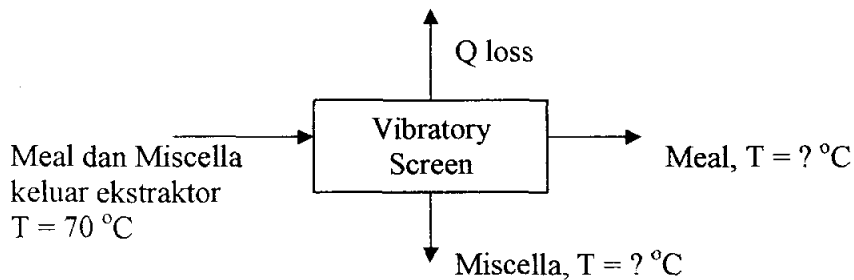 Q loss
Vibratory
Screen
Meal dan Miscella
keluar ekstraktor
T = 70 °C
Meal, T = ? °C
Miscella, T = ? °C